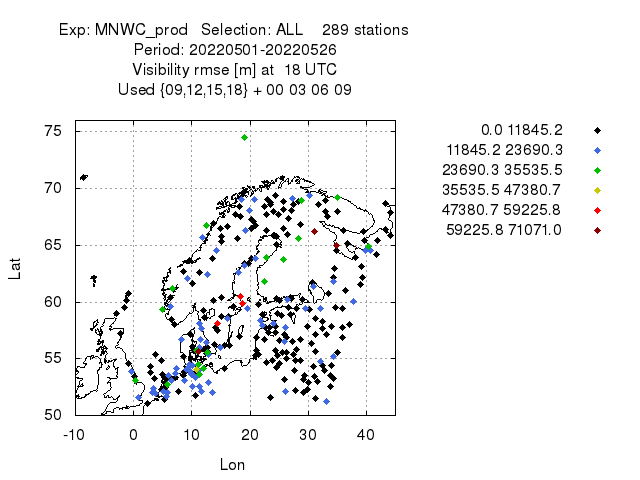 Exp: MNWC_prod Selection: ALL 289 stations
Period: 20220501-20220526
Visibility rmse [m] at 18 UTC
Used {09,12,15,18} + 00 03 06 09
0.0 11845.2
11845.2 23690.3
23690.3 35535.5
35535.5 47380.7
47380.7 59225.8
59225.8 71071.0
75
70
65
60
55
50
Lat
-10 0 10 20 30 40
Lon